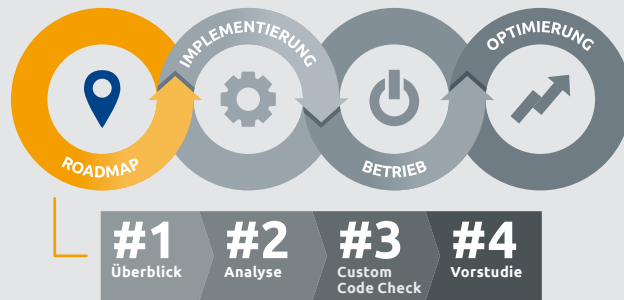 ROADMAP
IMPLEMENTIERUNG
BETRIEB
OPTIMIERUNG
#1
Überblick
#2
Analyse
#3
Custom
Code Check
#4
Vorstudie